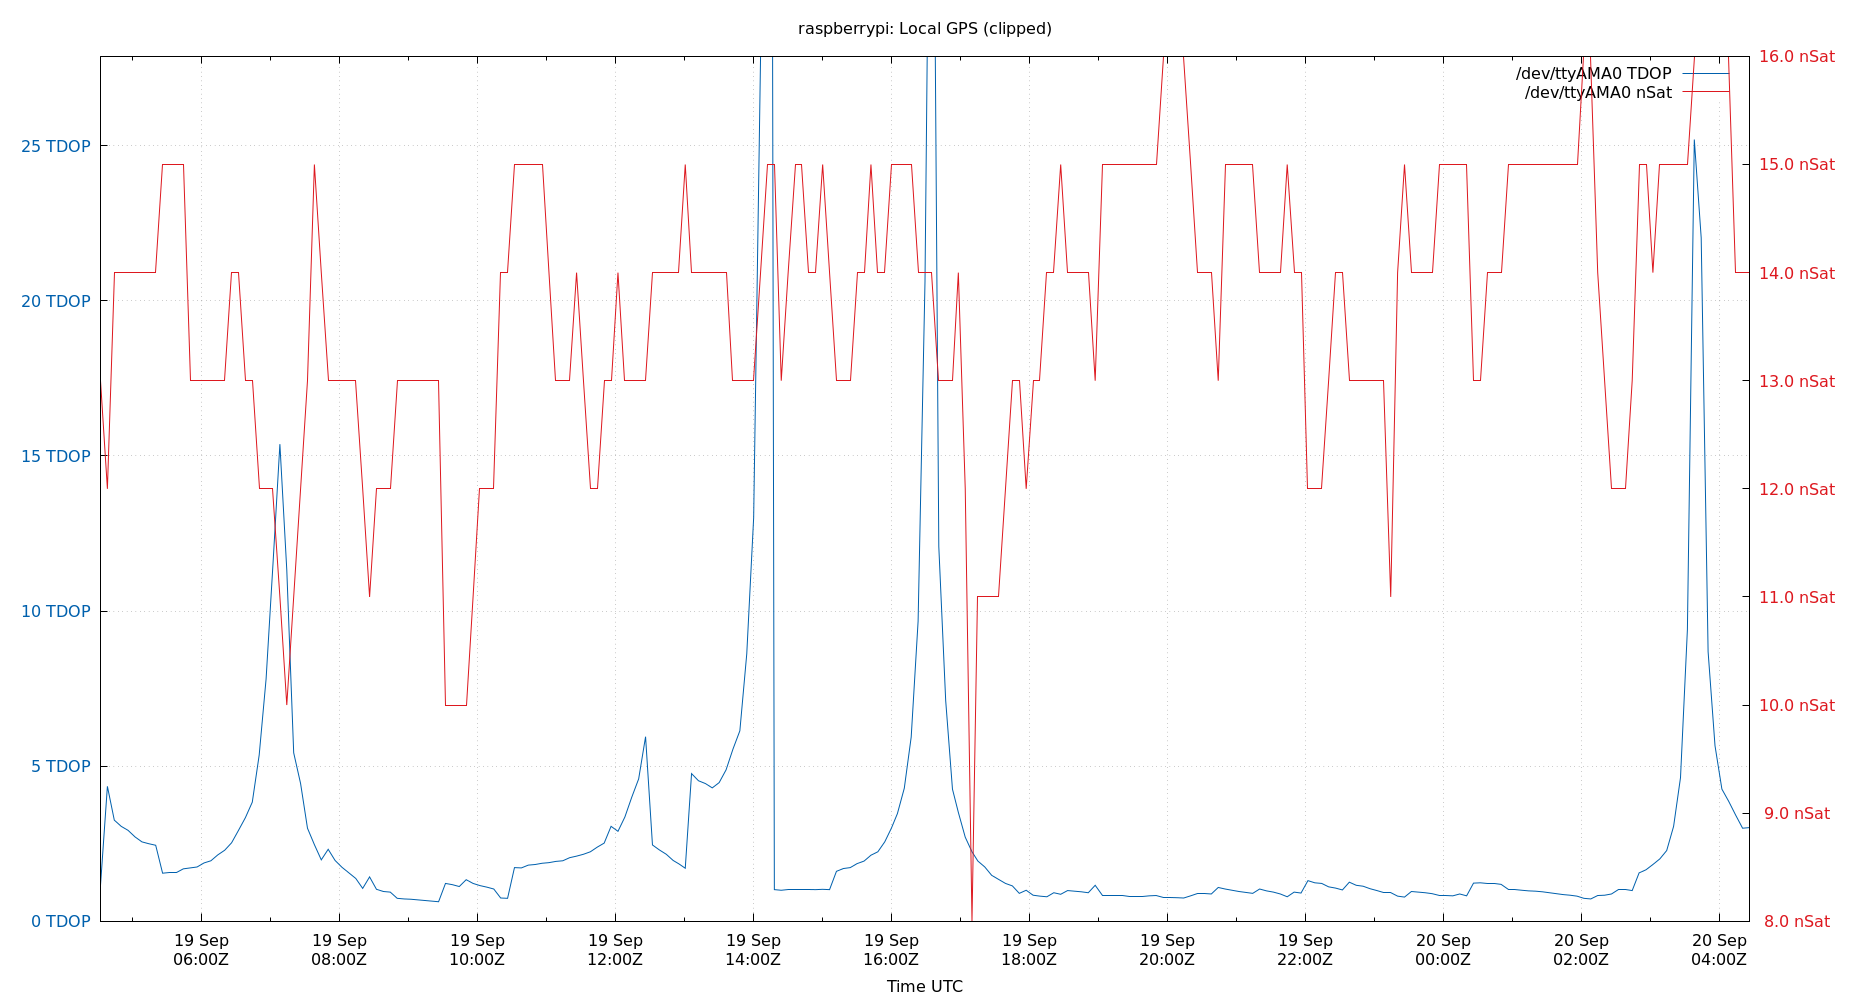 raspberrypi: Local GPS (clipped)
16.0 nSat
/dev/ttyAMA0 TDOP
/dev/ttyAMA0 nSat
25 TDOP
15.0 nSat
14.0 nSat
20 TDOP
13.0 nSat
15 TDOP
12.0 nSat
11.0 nSat
10 TDOP
10.0 nSat
5 TDOP
9.0 nSat
0 TDOP
8.0 nSat
19 Sep
06:00Z
19 Sep
08:00Z
19 Sep
10:00Z
19 Sep
12:00Z
19 Sep
14:00Z
19 Sep
16:00Z
19 Sep
18:00Z
19 Sep
20:00Z
19 Sep
22:00Z
20 Sep
00:00Z
20 Sep
02:00Z
20 Sep
04:00Z
Time UTC